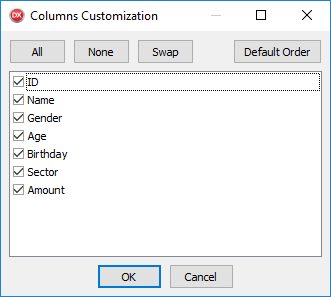 DX Columns Customization
All None Swap Default Order
ID
Name
Gender
Age
Birthday
Sector
Amount
OK Cancel